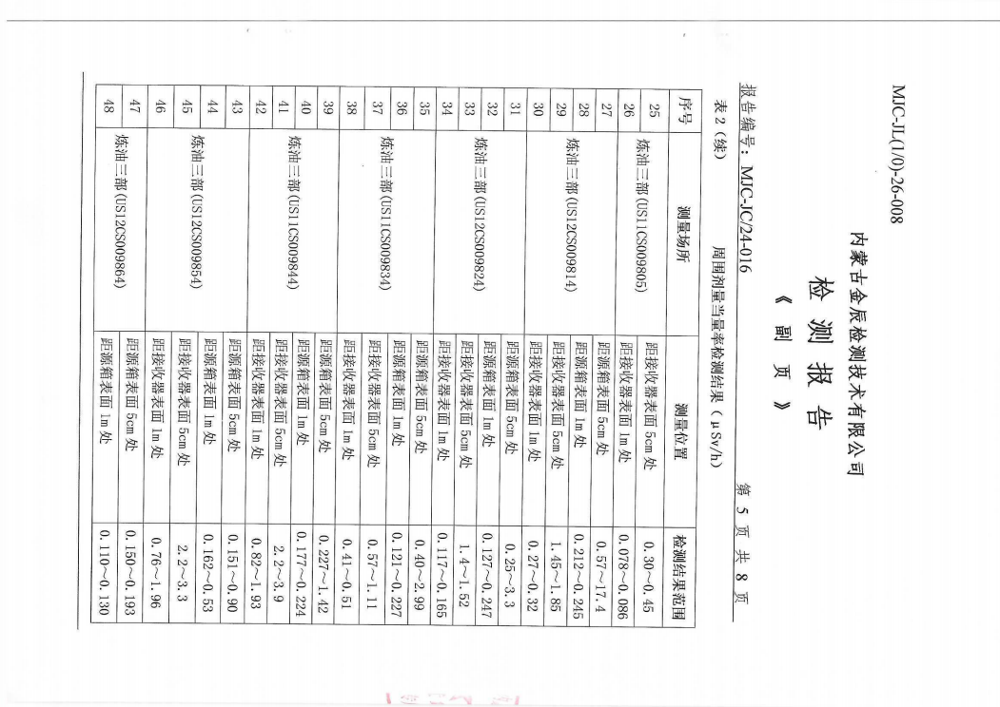 MJC-JL(1/0)-26-008
内蒙古金辰检测技术有限公司
检 测 报 告
《 副 页 》
报告编号：MJC-JC/24-016 第 5 页 共 8 页
表 2（续） 周围剂量当量率检测结果（μSv/h）
序号 测量场所 测量位置 检测结果范围
25 炼油三部(US11CS009805) 距接收器表面 5cm 处 0.30～0.45
26 距接收器表面 1m 处 0.078～0.086
27 炼油三部(US12CS009814) 距源箱表面 5cm 处 0.57～17.4
28 距源箱表面 1m 处 0.212～0.245
29 距接收器表面 5cm 处 1.45～1.85
30 距接收器表面 1m 处 0.27～0.32
31 炼油三部(US12CS009824) 距源箱表面 5cm 处 0.25～3.3
32 距源箱表面 1m 处 0.127～0.247
33 距接收器表面 5cm 处 1.4～1.52
34 距接收器表面 1m 处 0.117～0.165
35 炼油三部(US11CS009834) 距源箱表面 5cm 处 0.40～2.99
36 距源箱表面 1m 处 0.121～0.227
37 距接收器表面 5cm 处 0.57～1.11
38 距接收器表面 1m 处 0.41～0.51
39 炼油三部(US11CS009844) 距源箱表面 5cm 处 0.227～1.42
40 距源箱表面 1m 处 0.177～0.224
41 距接收器表面 5cm 处 2.2～3.9
42 距接收器表面 1m 处 0.82～1.93
43 炼油三部(US12CS009854) 距源箱表面 5cm 处 0.151～0.90
44 距源箱表面 1m 处 0.162～0.53
45 距接收器表面 5cm 处 2.2～3.3
46 距接收器表面 1m 处 0.76～1.96
47 炼油三部(US12CS009864) 距源箱表面 5cm 处 0.150～0.193
48 距源箱表面 1m 处 0.110～0.130